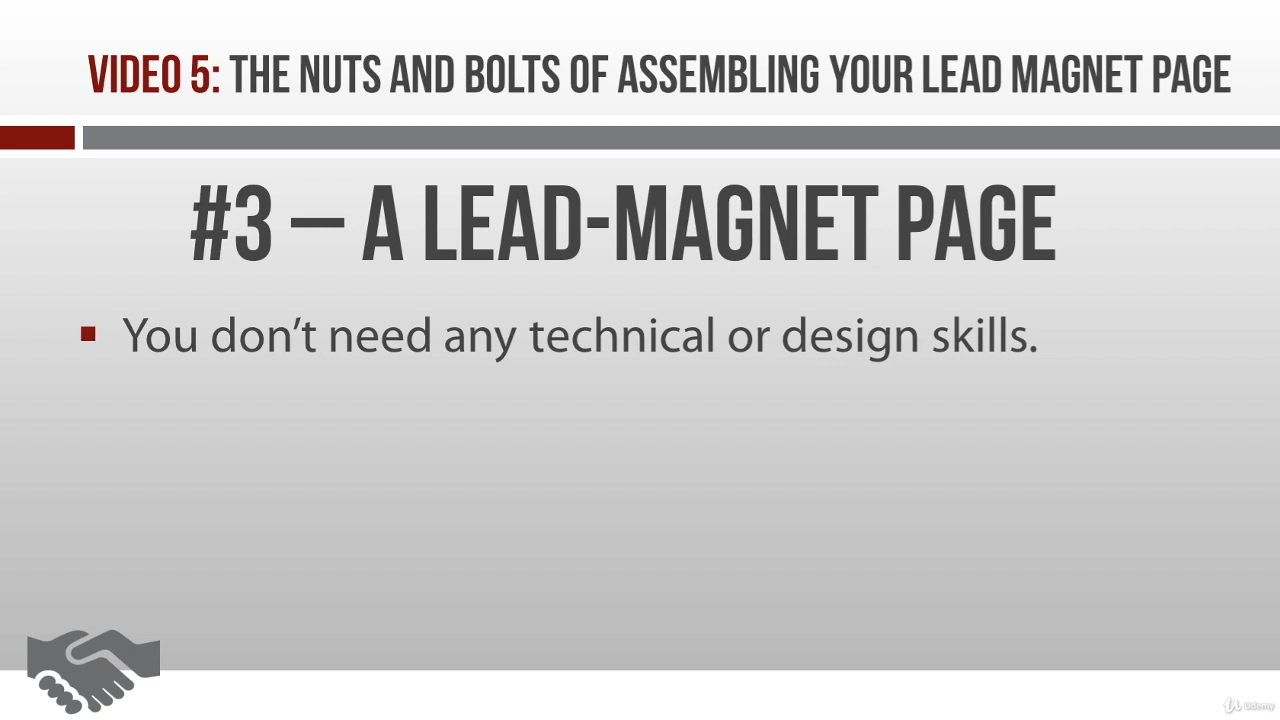 VIDEO 5: THE NUTS AND BOLTS OF ASSEMBLING YOUR LEAD MAGNET PAGE
#3 – A LEAD-MAGNET PAGE
You don’t need any technical or design skills.
Udemy